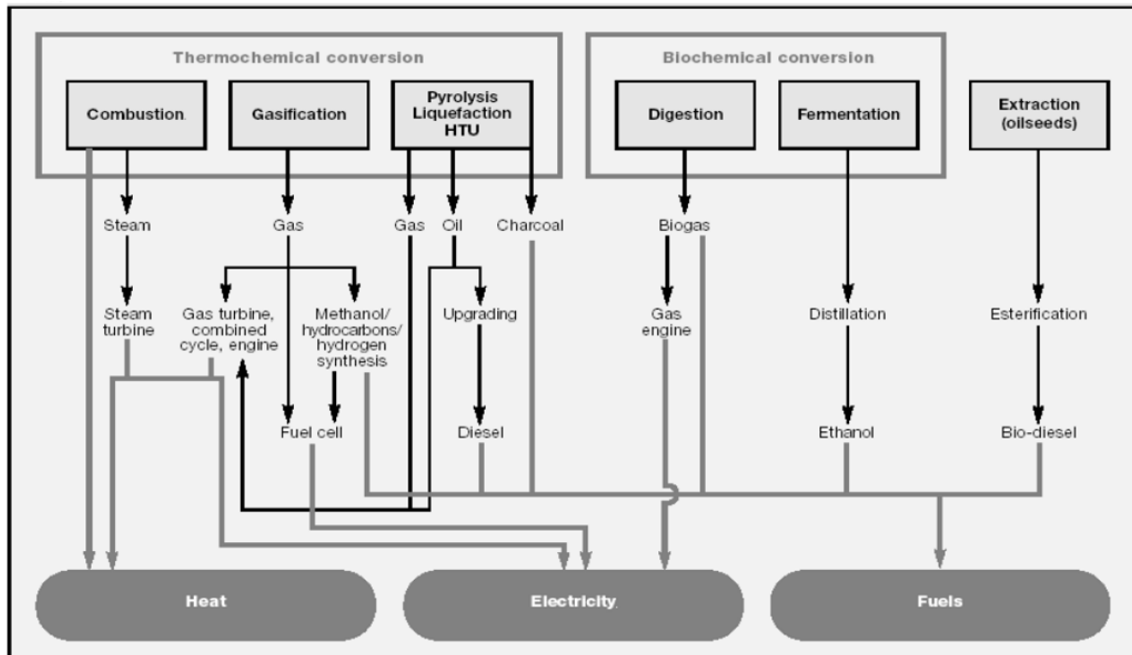 Thermochemical conversion
Biochemical conversion
Combustion
Gasification
Pyrolysis
Liquefaction
HTU
Digestion
Fermentation
Extraction
(oilseeds)
Steam
Gas
Gas
Oil
Charcoal
Biogas
Steam
turbine
Gas turbine,
combined
cycle, engine
Methanol/
hydrocarbons/
hydrogen
synthesis
Upgrading
Gas
engine
Distillation
Esterification
Fuel cell
Diesel
Ethanol
Bio-diesel
Heat
Electricity
Fuels